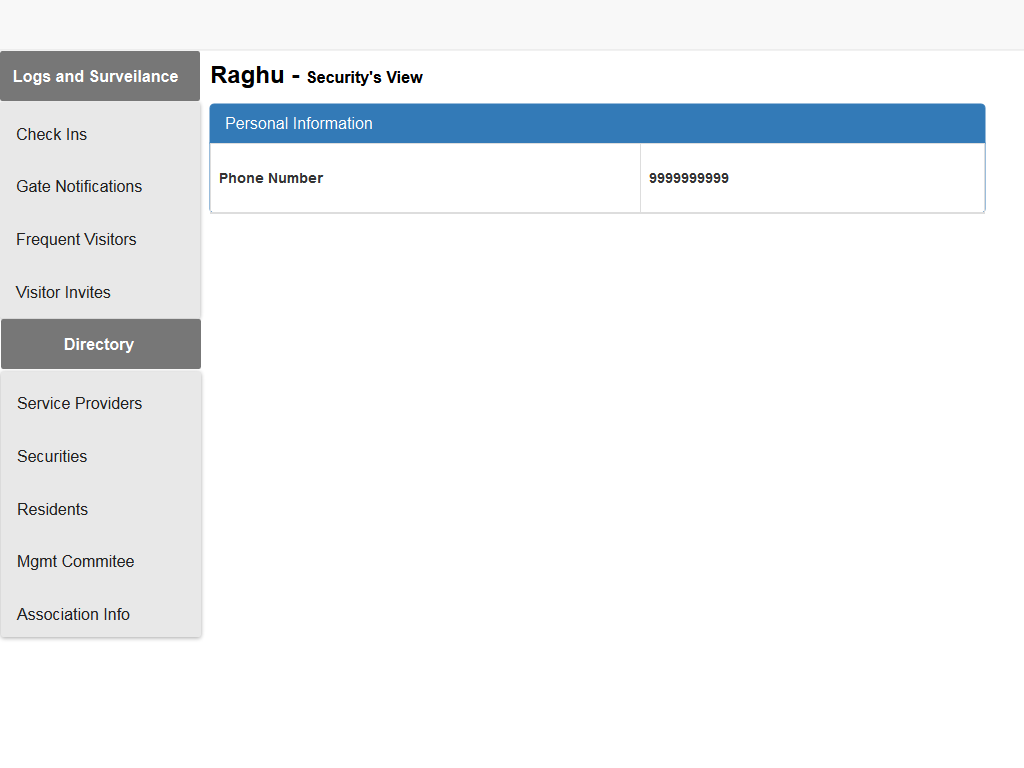 Logs and Surveilance
Check Ins
Gate Notifications
Frequent Visitors
Visitor Invites
Directory
Service Providers
Securities
Residents
Mgmt Commitee
Association Info
Raghu - Security's View
Personal Information
Phone Number 9999999999